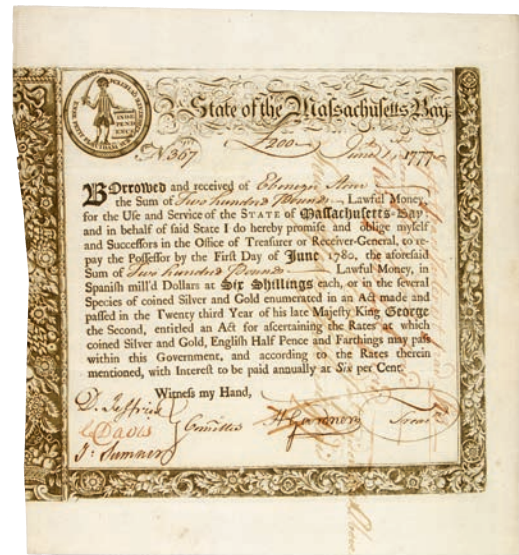 State of the Massachusetts Bay
INDE
PEND
ENCE
N. 367 £200 June 1, 1777
BOrrowed and received of Ebenezer
the Sum of Two hundred Pounds Lawful Money,
for the Use and Service of the STATE of Massachusetts-Bay
and in behalf of said State I do hereby promise and oblige myself
and Successors in the Office of Treasurer or Receiver-General, to re-
pay the Possessor by the First Day of June 1780, the aforesaid
Sum of Two hundred Pounds Lawful Money, in
Spanish mill'd Dollars at Six Shillings each, or in the several
Species of coined Silver and Gold enumerated in an Act made and
passed in the Twenty third Year of his late Majesty King George
the Second, entitled an Act for ascertaining the Rates at which
coined Silver and Gold, English Half Pence and Farthings may pass
within this Government, and according to the Rates therein
mentioned, with Interest to be paid annually at Six per Cent.
Witness my Hand,
D. Jeffries
Davis Committee HGardner Treasr
J: Sumner